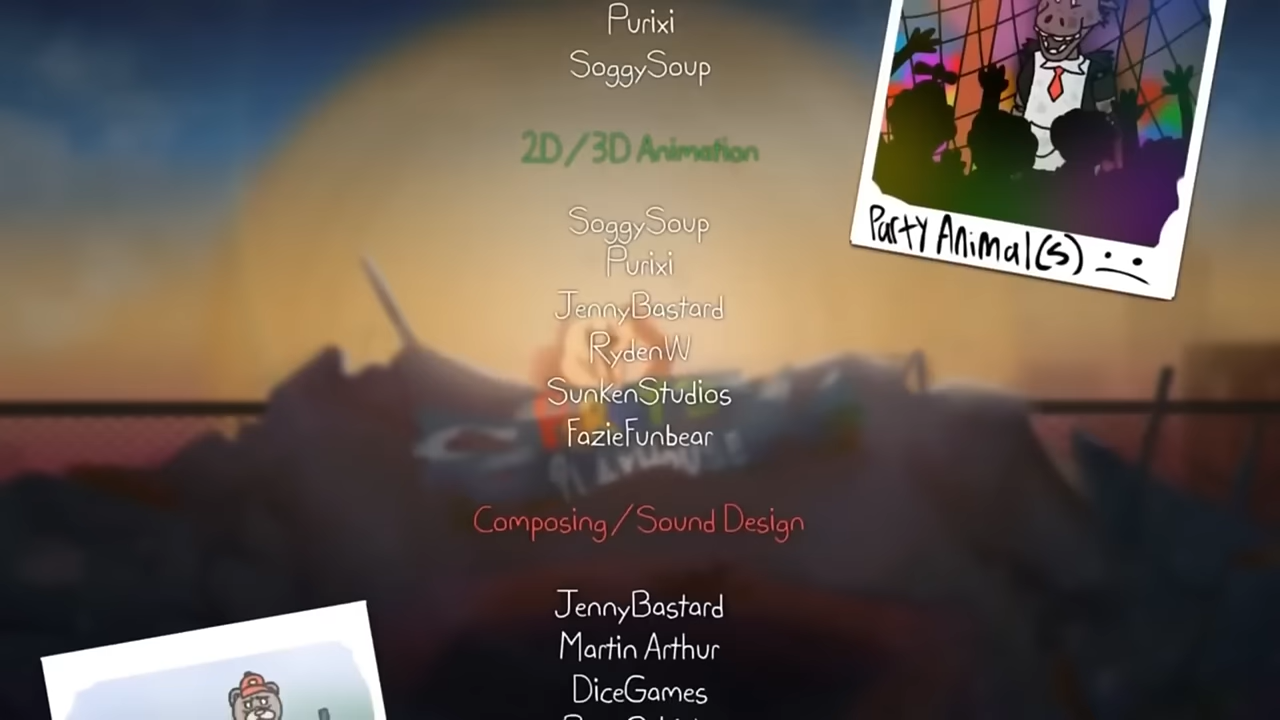 Purixi
SoggySoup
2D/3D Animation
SoggySoup
Purixi
JennyBastard
RydenW
SunkenStudios
FazieFunbear
Composing/Sound Design
JennyBastard
Martin Arthur
DiceGames
Party Animal(s)